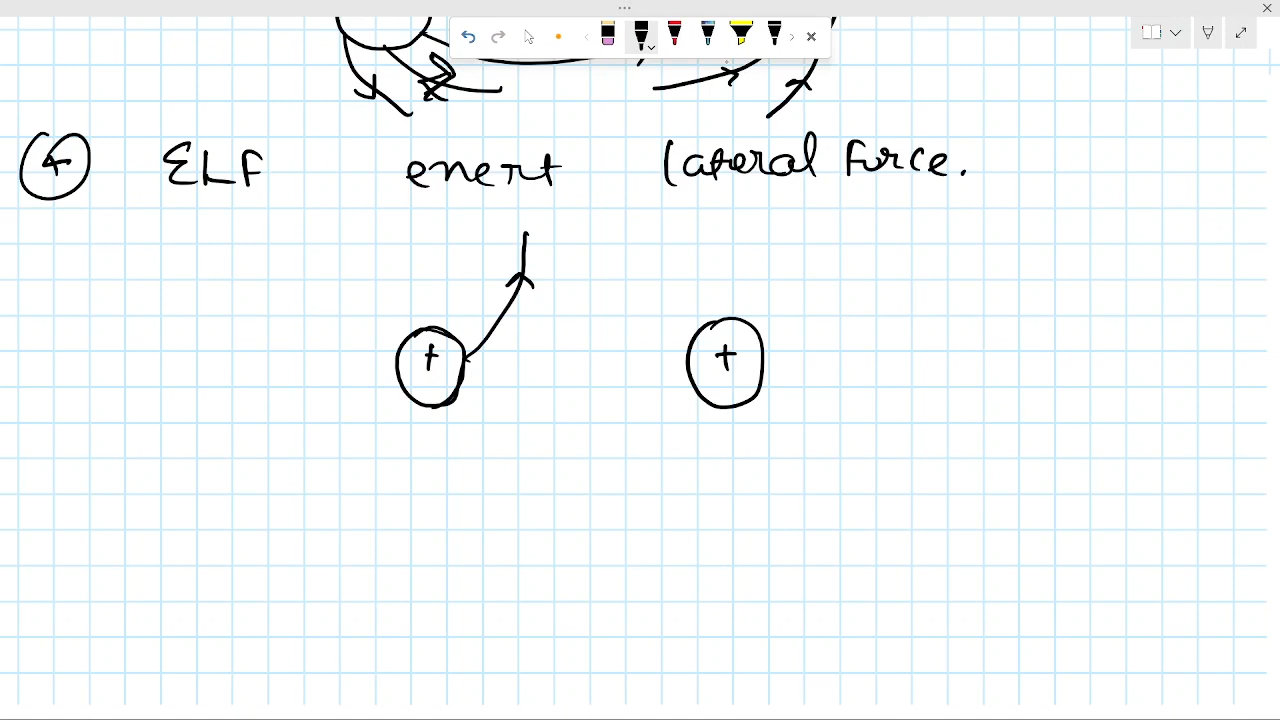 ④ ELF enert lateral force.
+ +